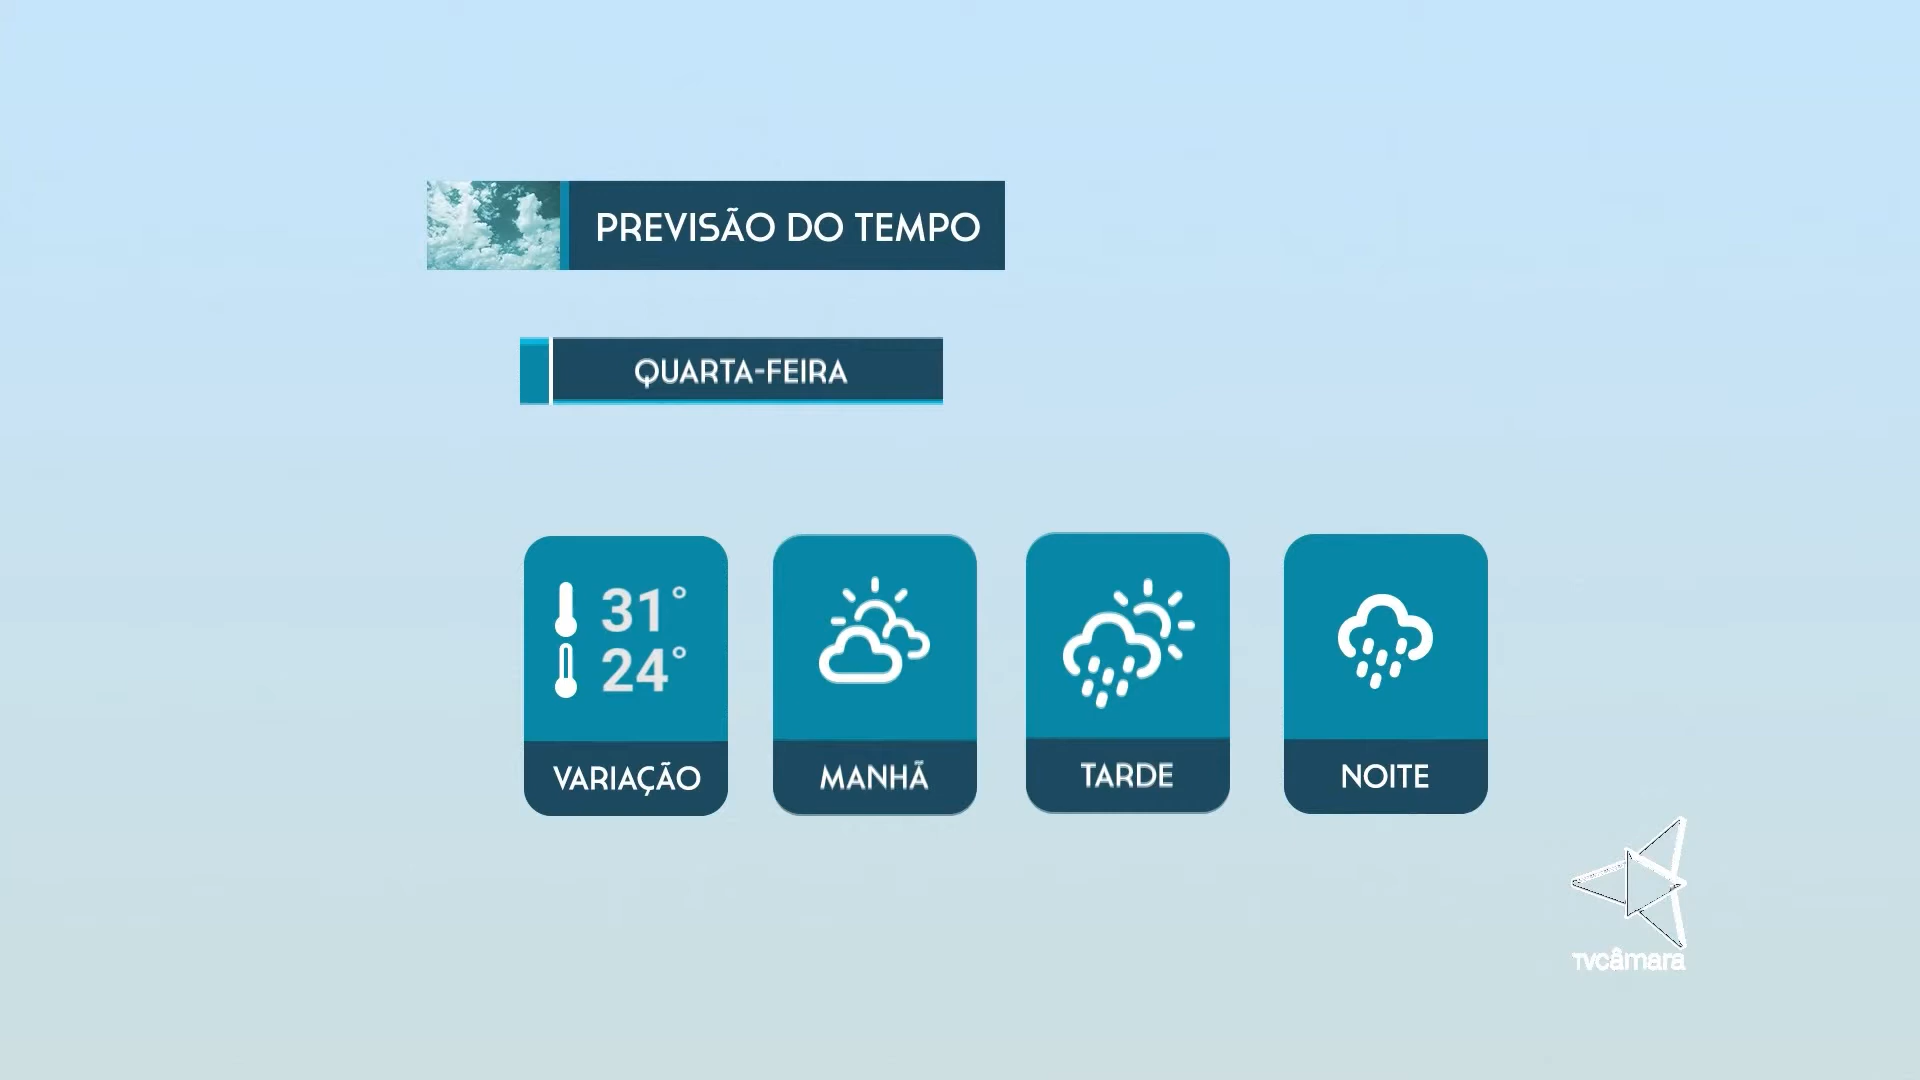 PREVISÃO DO TEMPO
QUARTA-FEIRA
31°
24°
VARIAÇÃO
MANHÃ
TARDE
NOITE
TVcâmara